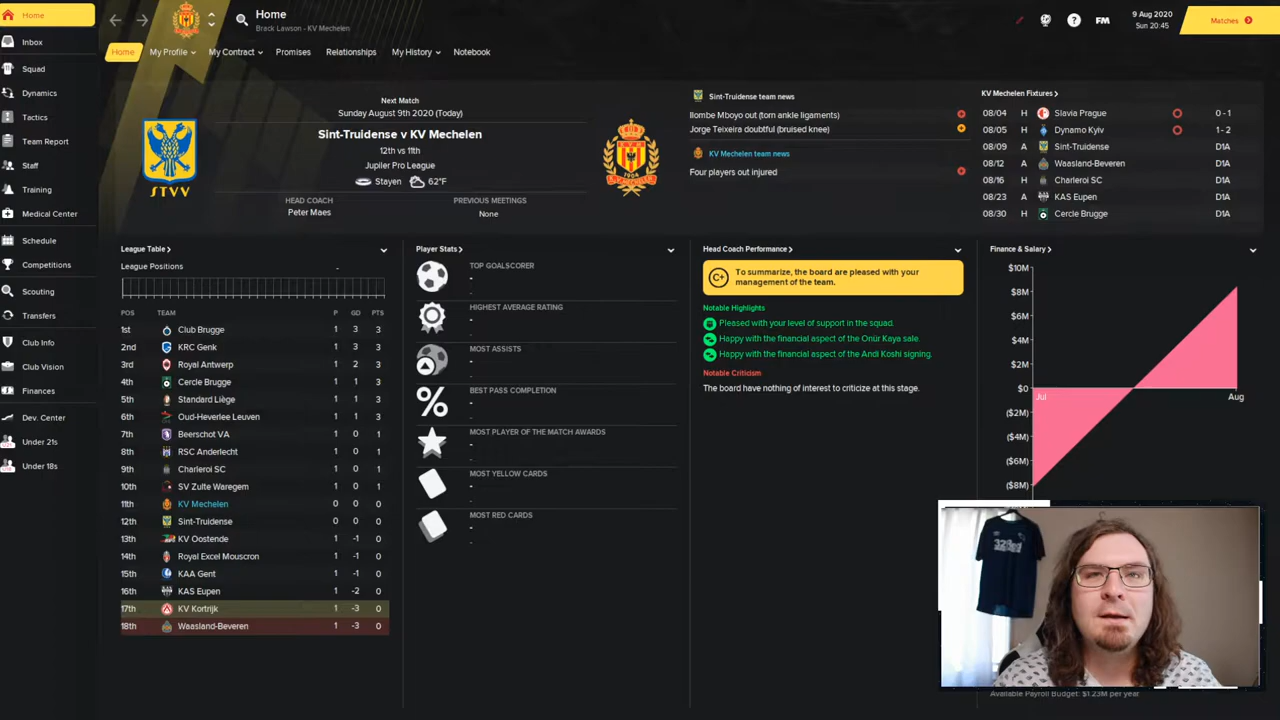 Home
Inbox
Squad
Dynamics
Tactics
Team Report
Staff
Training
Medical Center
Schedule
Competitions
Scouting
Transfers
Club Info
Club Vision
Finances
Dev. Center
Under 21s
Under 18s
Home
Brack Lawson - KV Mechelen
FM
9 Aug 2020
Sun 20:45
Matches
Home My Profile My Contract Promises Relationships My History Notebook
Next Match
Sunday August 9th 2020 (Today)
Sint-Truidense v KV Mechelen
12th vs 11th
Jupiler Pro League
Stayen 62°F
STVV
1904
HEAD COACH
Peter Maes
PREVIOUS MEETINGS
None
Sint-Truidense team news
Ilombe Mboyo out (torn ankle ligaments)
Jorge Teixeira doubtful (bruised knee)
KV Mechelen team news
Four players out injured
KV Mechelen Fixtures
08/04 H Slavia Prague 0 - 1
08/05 H Dynamo Kyiv 1 - 2
08/09 A Sint-Truidense D1A
08/12 A Waasland-Beveren D1A
08/16 H Charleroi SC D1A
08/23 A KAS Eupen D1A
08/30 H Cercle Brugge D1A
League Table
League Positions -
POS TEAM P GD PTS
1st Club Brugge 1 3 3
2nd KRC Genk 1 3 3
3rd Royal Antwerp 1 2 3
4th Cercle Brugge 1 1 3
5th Standard Liège 1 1 3
6th Oud-Heverlee Leuven 1 1 3
7th Beerschot VA 1 0 1
8th RSC Anderlecht 1 0 1
9th Charleroi SC 1 0 1
10th SV Zulte Waregem 1 0 1
11th KV Mechelen 0 0 0
12th Sint-Truidense 0 0 0
13th KV Oostende 1 -1 0
14th Royal Excel Mouscron 1 -1 0
15th KAA Gent 1 -1 0
16th KAS Eupen 1 -2 0
17th KV Kortrijk 1 -3 0
18th Waasland-Beveren 1 -3 0
Player Stats
TOP GOALSCORER
-
-
HIGHEST AVERAGE RATING
-
-
MOST ASSISTS
-
-
BEST PASS COMPLETION
-
-
MOST PLAYER OF THE MATCH AWARDS
-
-
MOST YELLOW CARDS
-
-
MOST RED CARDS
-
-
Head Coach Performance
C+ To summarize, the board are pleased with your
management of the team.
Notable Highlights
Pleased with your level of support in the squad.
Happy with the financial aspect of the Onür Kaya sale.
Happy with the financial aspect of the Andi Koshi signing.
Notable Criticism
The board have nothing of interest to criticize at this stage.
Finance & Salary
$10M
$8M
$6M
$4M
$2M
$0
Jul Aug
($2M)
($4M)
($6M)
($8M)
Available Payroll Budget: $1.23M per year